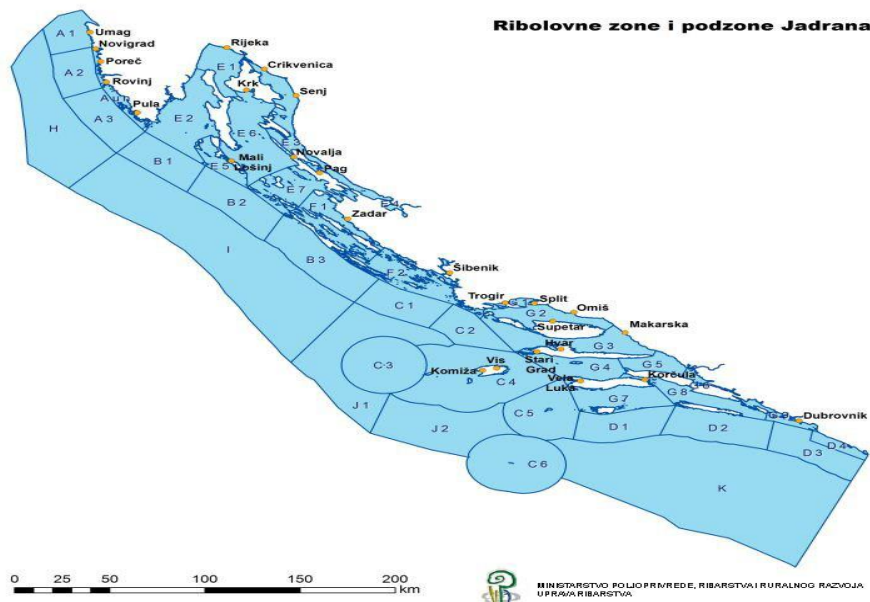 Ribolovne zone i podzone Jadrana
A 1
Umag
Novigrad
Poreč
A 2
Rovinj
Pula
A 3
H
Rijeka
E 1
Crikvenica
Krk
Senj
E 2
E 6
E 3
Novalja
Mali
Lošinj
E 5
Pag
B 1
E 7
E 4
B 2
F 1
Zadar
I
B 3
F 2
Šibenik
C 1
Trogir
Split
G 2
Omiš
Supetar
Makarska
C 2
Hvar
G 3
Stari
Grad
C 3
Vis
Komiža
C 4
G 4
G 5
Vela
Luka
Korčula
G 7
G 8
J 1
J 2
C 5
D 1
D 2
Dubrovnik
D 4
D 3
C 6
K
0 25 50 100 150 200
km
MINISTARSTVO POLJOPRIVREDE, RIBARSTVA I RURALNOG RAZVOJA
UPRAVA RIBARSTVA